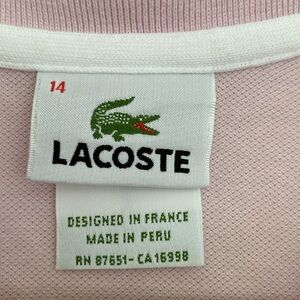 14
LACOSTE
DESIGNED IN FRANCE
MADE IN PERU
RN 87651-CA 16998